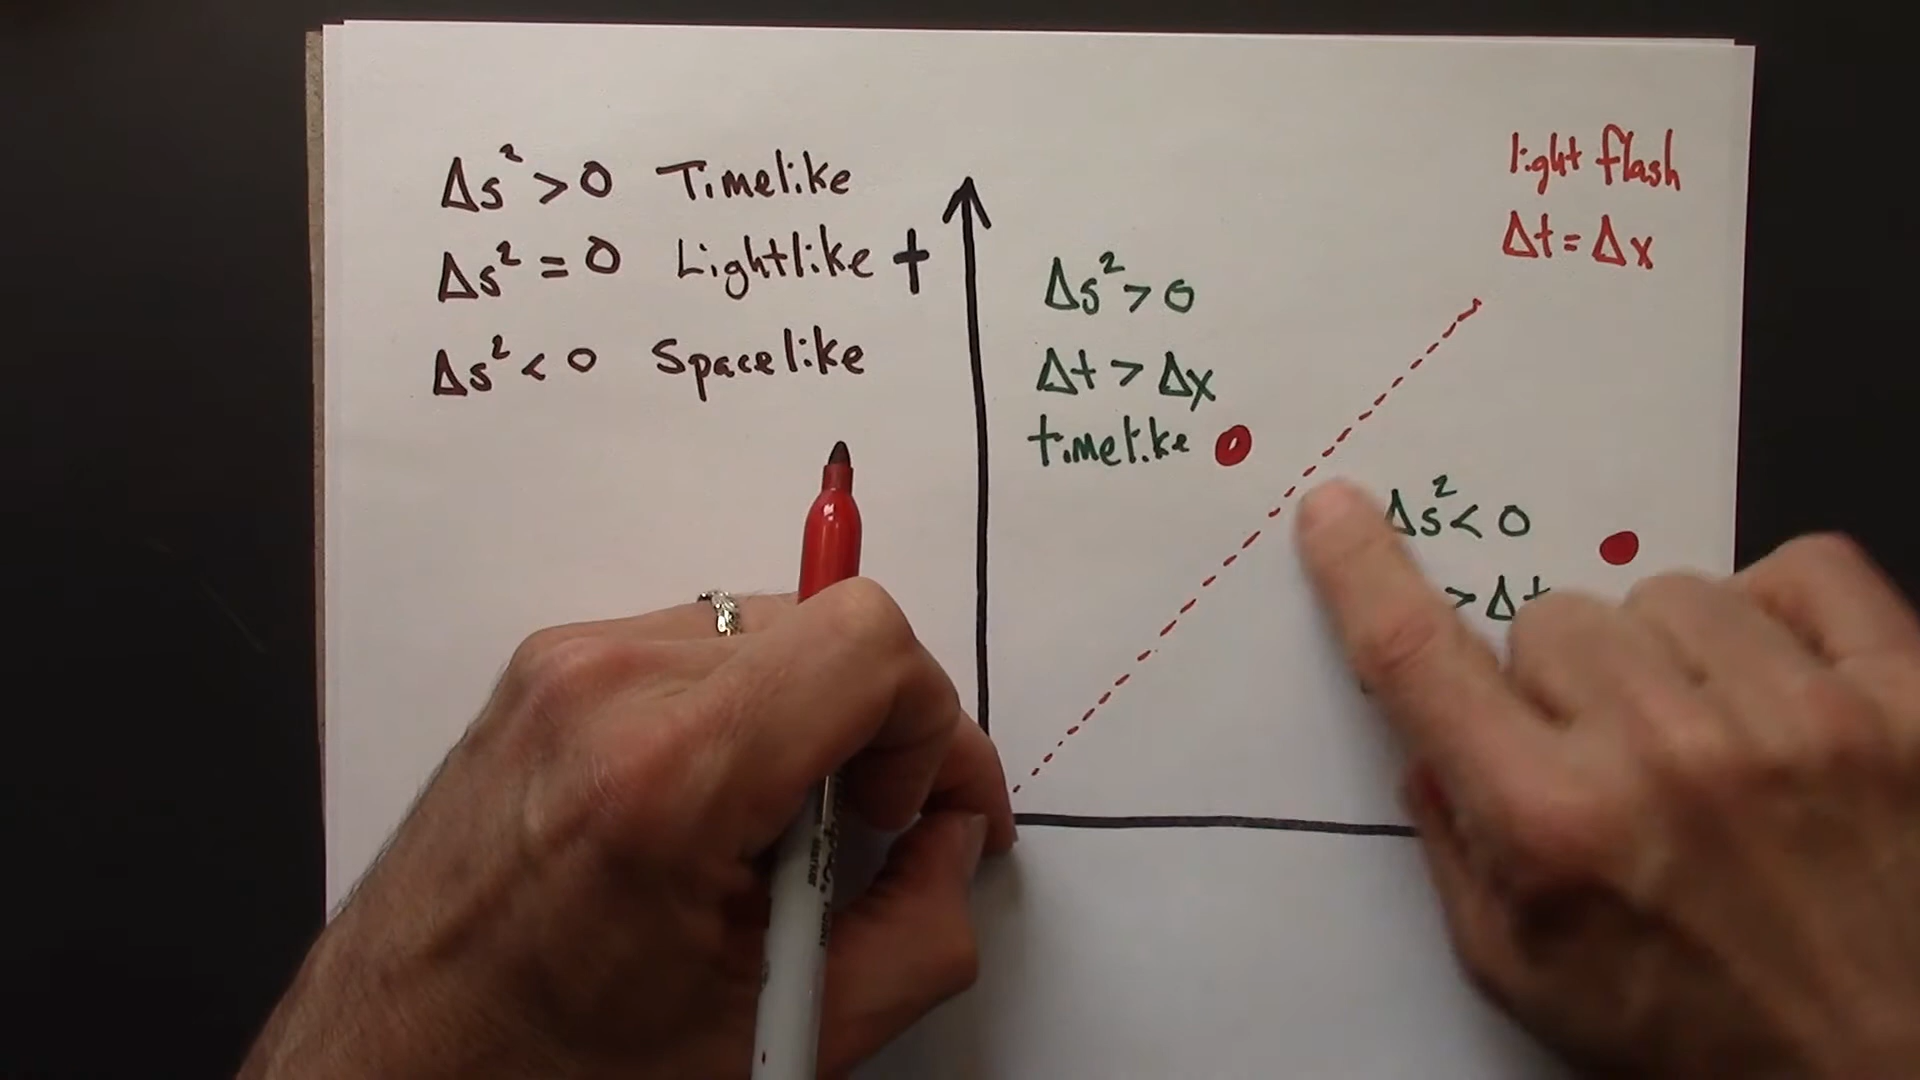 Δs² > 0 Timelike
Δs² = 0 Lightlike
Δs² < 0 Spacelike
t
Δs² > 0
Δt > Δx
timelike
light flash
Δt = Δx
Δs² < 0
> Δt